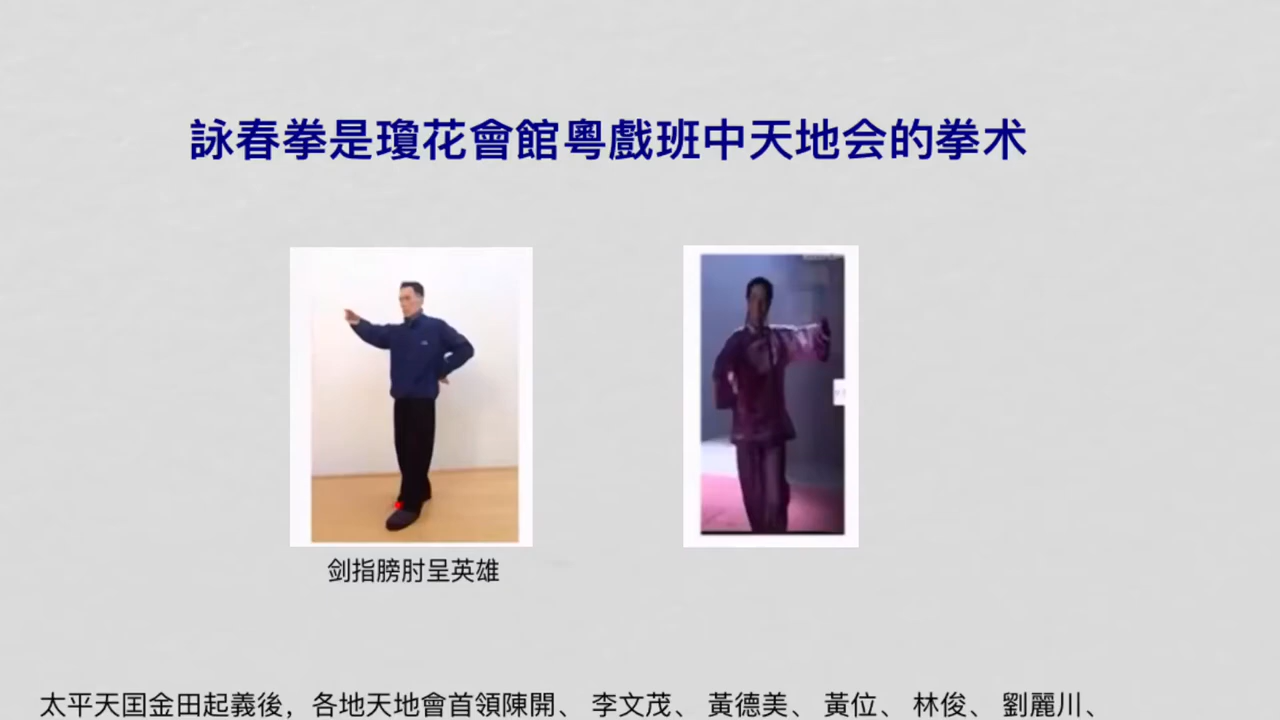 詠春拳是瓊花會館粵戲班中天地会的拳术
剑指膀肘呈英雄
太平天囯金田起義後，各地天地會首領陳開、 李文茂、 黃德美、 黃位、 林俊、 劉麗川、